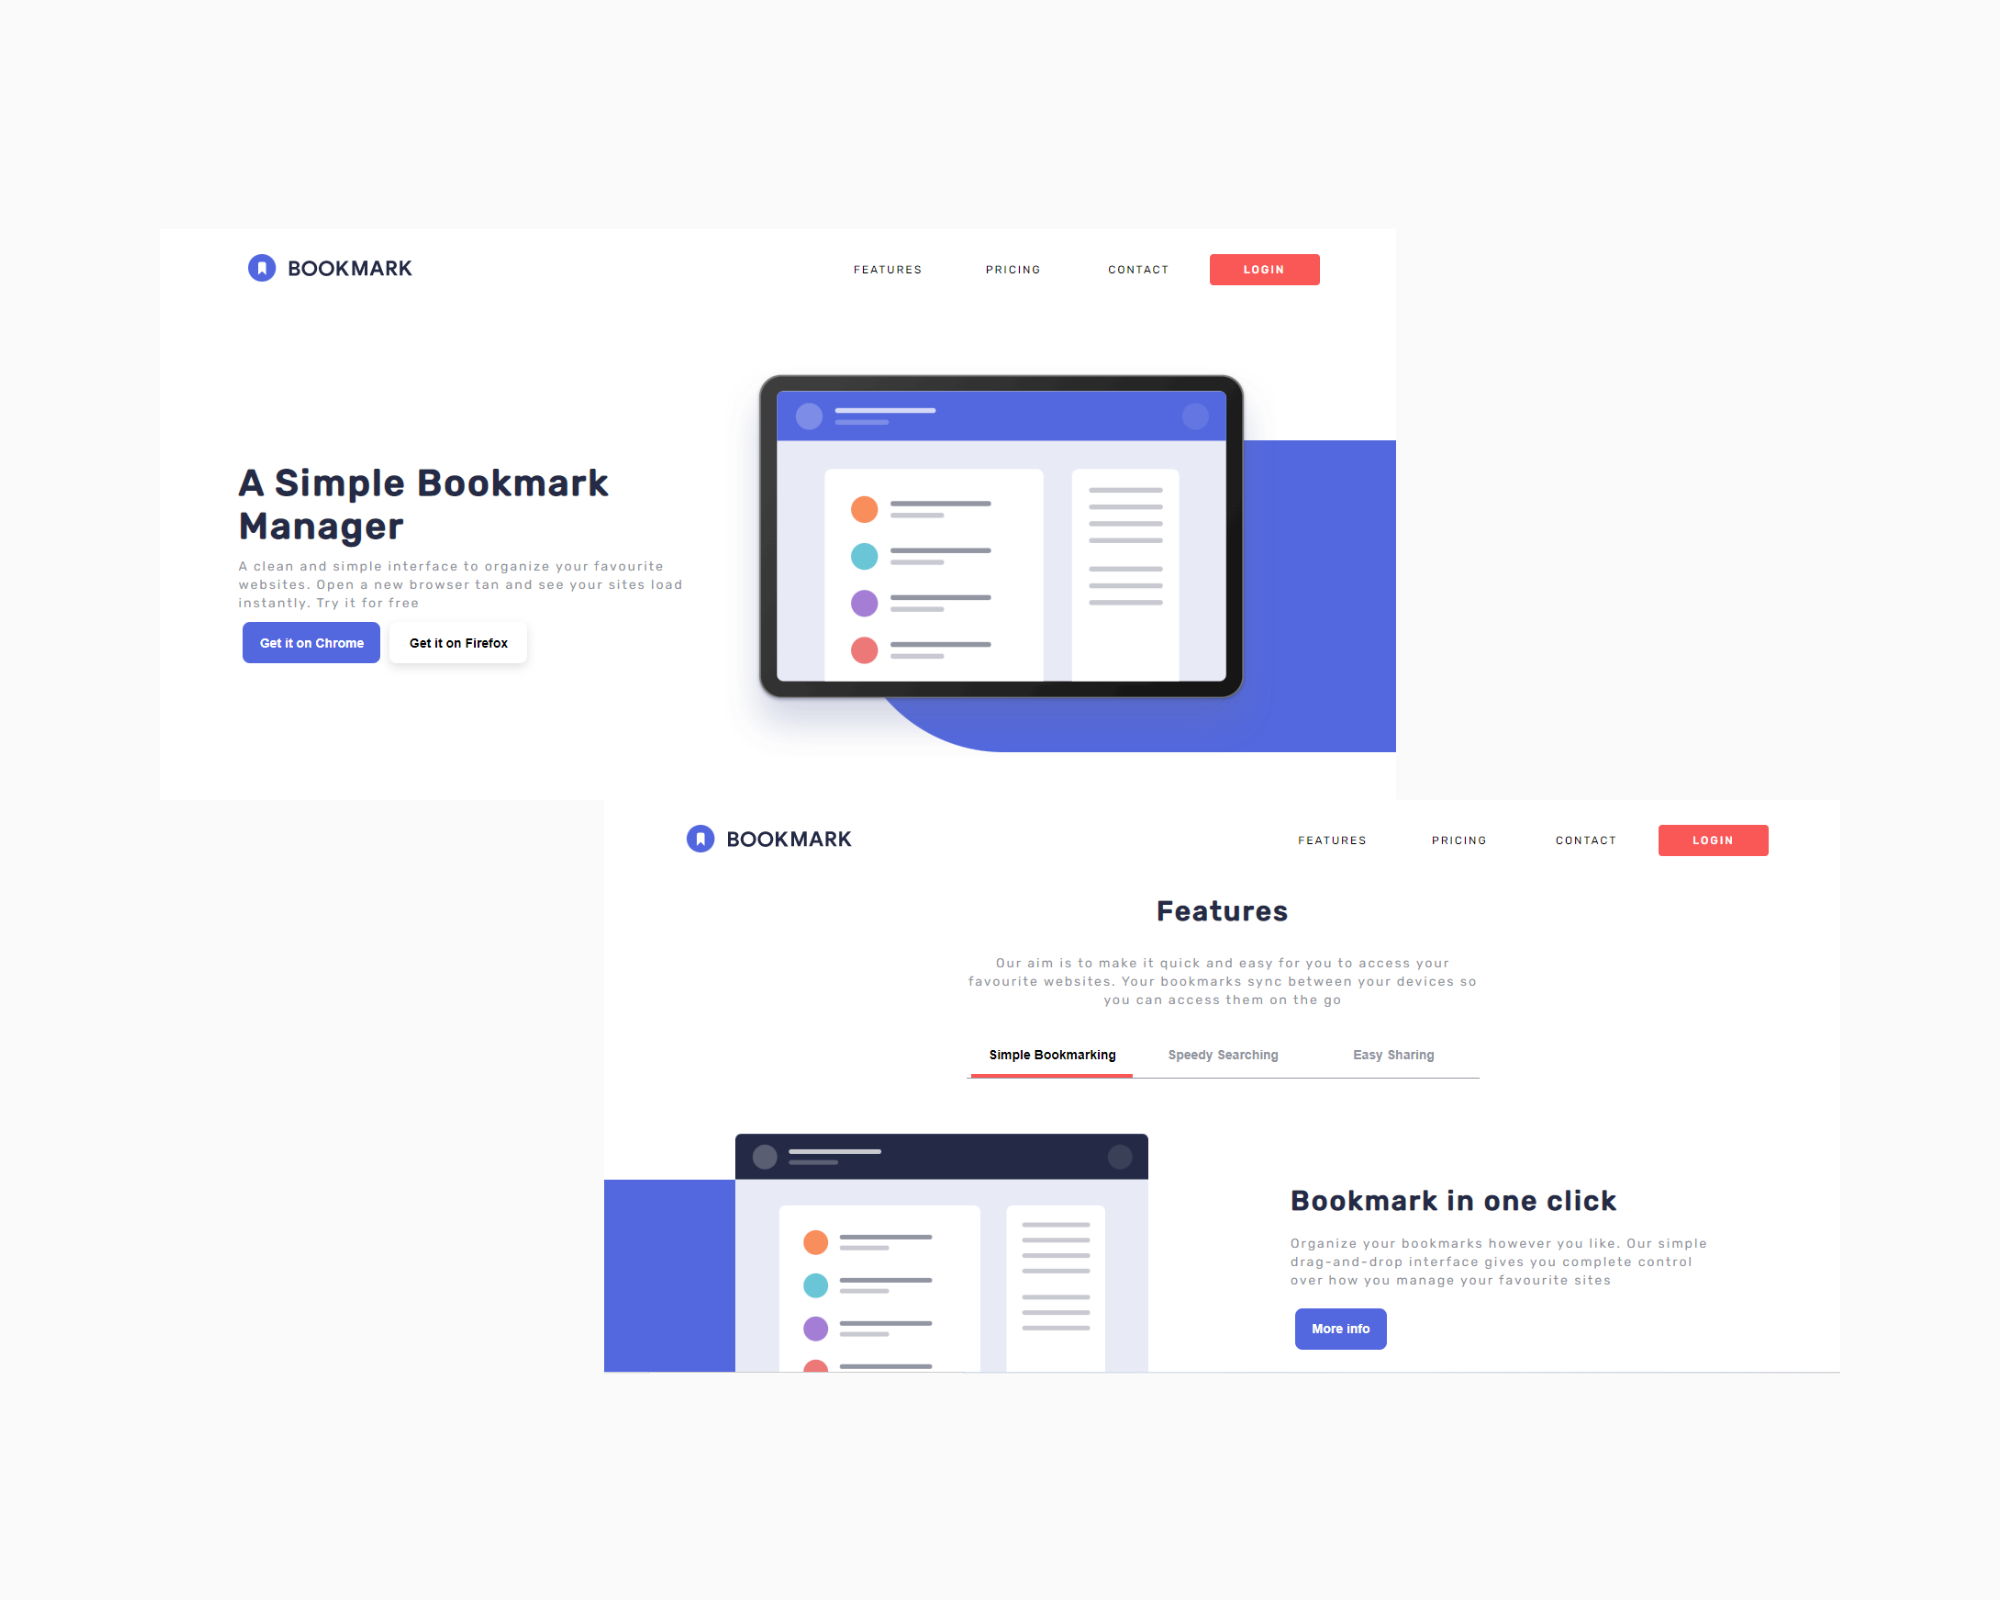 BOOKMARK
FEATURES
PRICING
CONTACT
LOGIN
A Simple Bookmark
Manager
A clean and simple interface to organize your favourite
websites. Open a new browser tan and see your sites load
instantly. Try it for free
Get it on Chrome
Get it on Firefox
BOOKMARK
FEATURES
PRICING
CONTACT
LOGIN
Features
Our aim is to make it quick and easy for you to access your
favourite websites. Your bookmarks sync between your devices so
you can access them on the go
Simple Bookmarking
Speedy Searching
Easy Sharing
Bookmark in one click
Organize your bookmarks however you like. Our simple
drag-and-drop interface gives you complete control
over how you manage your favourite sites
More info